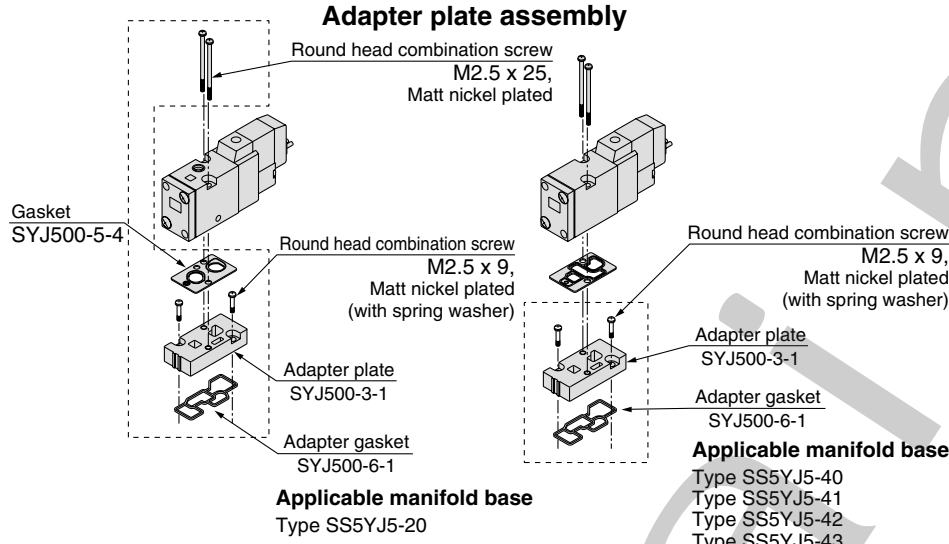 Adapter plate assembly
Round head combination screw
M2.5 x 25,
Matt nickel plated
Gasket
SYJ500-5-4
Round head combination screw
M2.5 x 9,
Matt nickel plated
(with spring washer)
Adapter plate
SYJ500-3-1
Adapter gasket
SYJ500-6-1
Applicable manifold base
Type SS5YJ5-20
Round head combination screw
M2.5 x 9,
Matt nickel plated
(with spring washer)
Adapter plate
SYJ500-3-1
Adapter gasket
SYJ500-6-1
Applicable manifold base
Type SS5YJ5-40
Type SS5YJ5-41
Type SS5YJ5-42
Type SS5YJ5-43